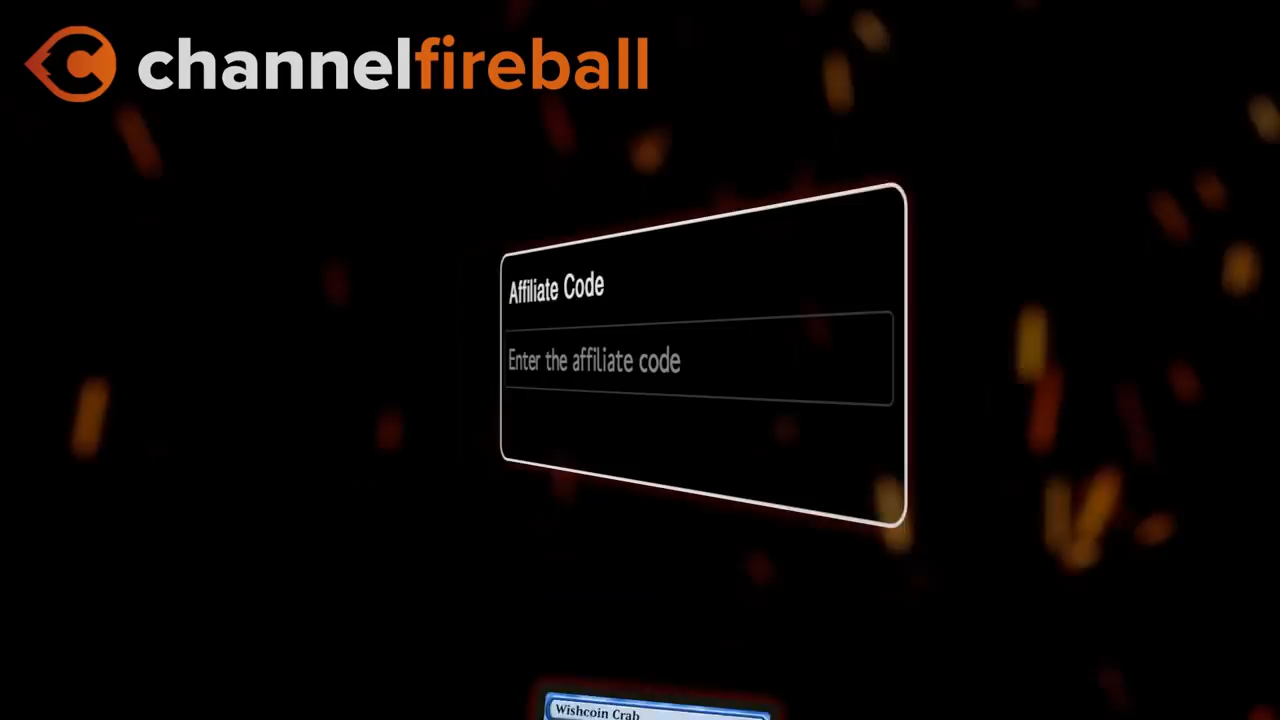 channelfireball
Affiliate Code
Enter the affiliate code
Wishcoin Crab